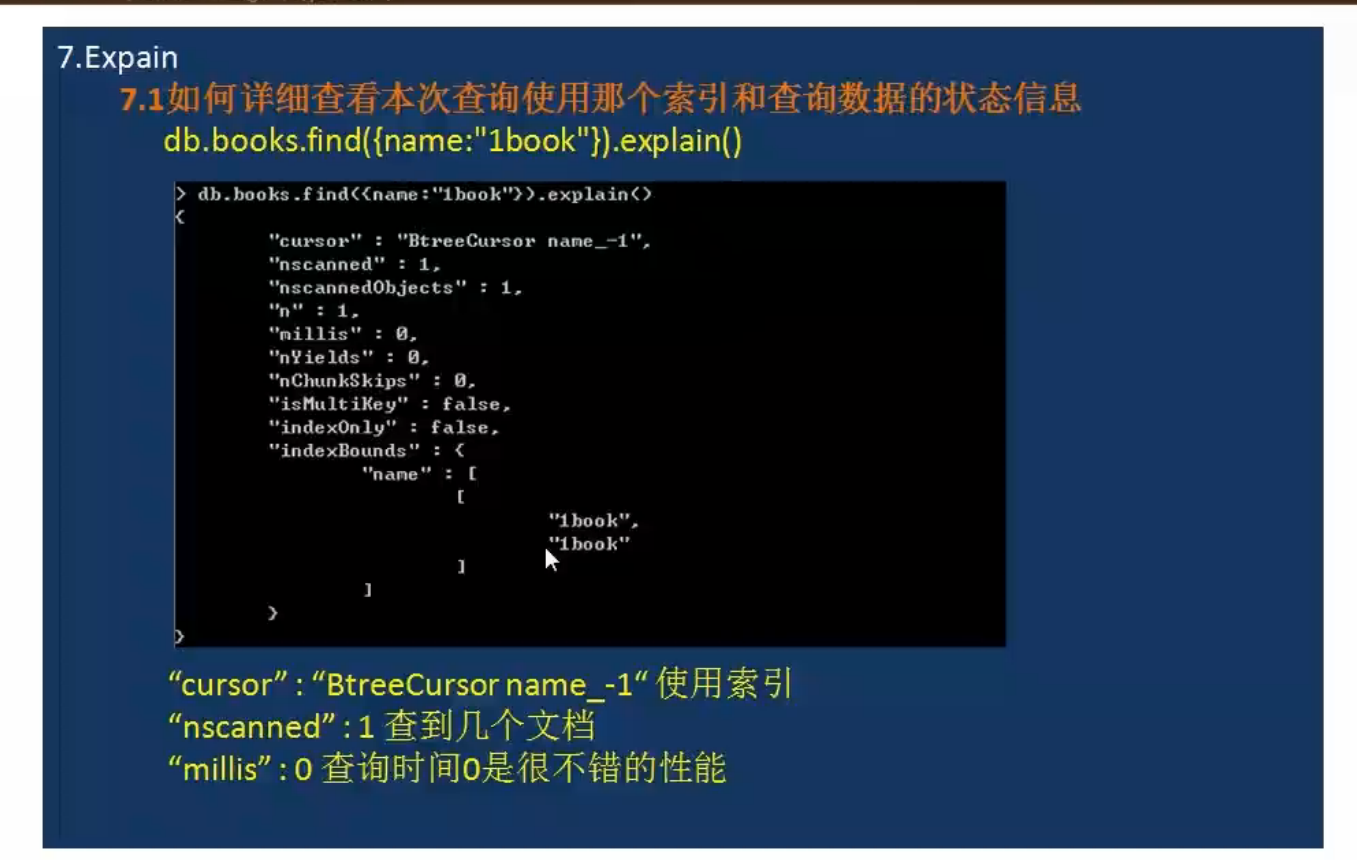 7.Expain
7.1如何详细查看本次查询使用那个索引和查询数据的状态信息
db.books.find({name:"1book"}).explain()
> db.books.find({name:"1book"}).explain()
{
"cursor" : "BtreeCursor name_-1",
"nscanned" : 1,
"nscannedObjects" : 1,
"n" : 1,
"millis" : 0,
"nYields" : 0,
"nChunkSkips" : 0,
"isMultiKey" : false,
"indexOnly" : false,
"indexBounds" : {
"name" : [
[
"1book",
"1book"
]
]
}
}
“cursor” : “BtreeCursor name_-1“ 使用索引
“nscanned” : 1 查到几个文档
“millis” : 0 查询时间0是很不错的性能